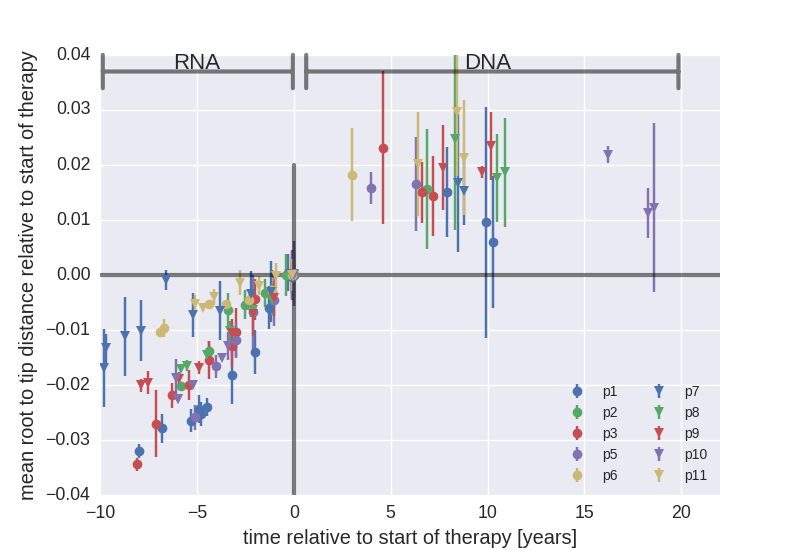 RNA
DNA
mean root to tip distance relative to start of therapy
0.04
0.03
0.02
0.01
0.00
−0.01
−0.02
−0.03
−0.04
p1
p2
p3
p5
p6
p7
p8
p9
p10
p11
−10
−5
0
5
10
15
20
time relative to start of therapy [years]